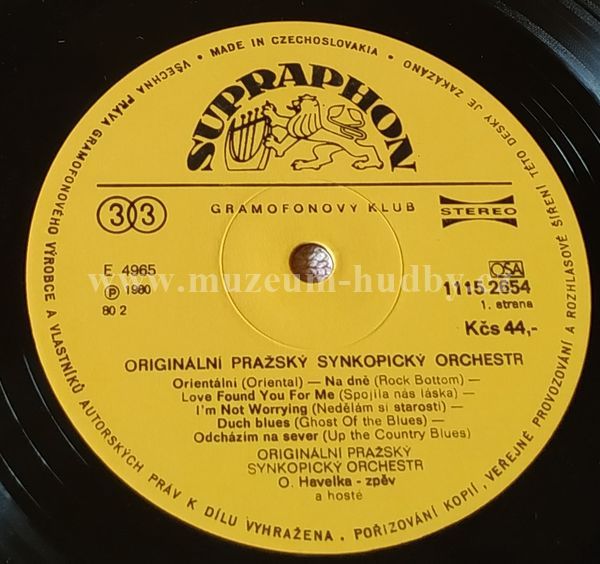 VŠECHNA PRÁVA GRAMOFONOVÉHO VÝROBCE A VLASTNÍKŮ AUTORSKÝCH PRÁV K DÍLU VYHRAŽENA . POŘIZOVÁNÍ KOPIÍ, VEŘEJNÉ PROVOZOVÁNÍ A ROZHLASOVÉ ŠÍŘENÍ TÉTO DESKY JE ZAKÁZÁNO
• MADE IN CZECHOSLOVAKIA •
SUPRAPHON
33
GRAMOFONOVÝ KLUB
STEREO
E 4965
Ⓟ 1980
80 2
OSA
1115 2654
1. strana
Kčs 44,-
www.muzeum-hudby.cz
ORIGINÁLNÍ PRAŽSKÝ SYNKOPICKÝ ORCHESTR
Orientální (Oriental) — Na dně (Rock Bottom) —
Love Found You For Me (Spojila nás láska) —
I'm Not Worrying (Nedělám si starosti) —
Duch blues (Ghost Of the Blues) —
Odcházím na sever (Up the Country Blues)
ORIGINÁLNÍ PRAŽSKÝ
SYNKOPICKÝ ORCHESTR
O. Havelka - zpěv
a hosté